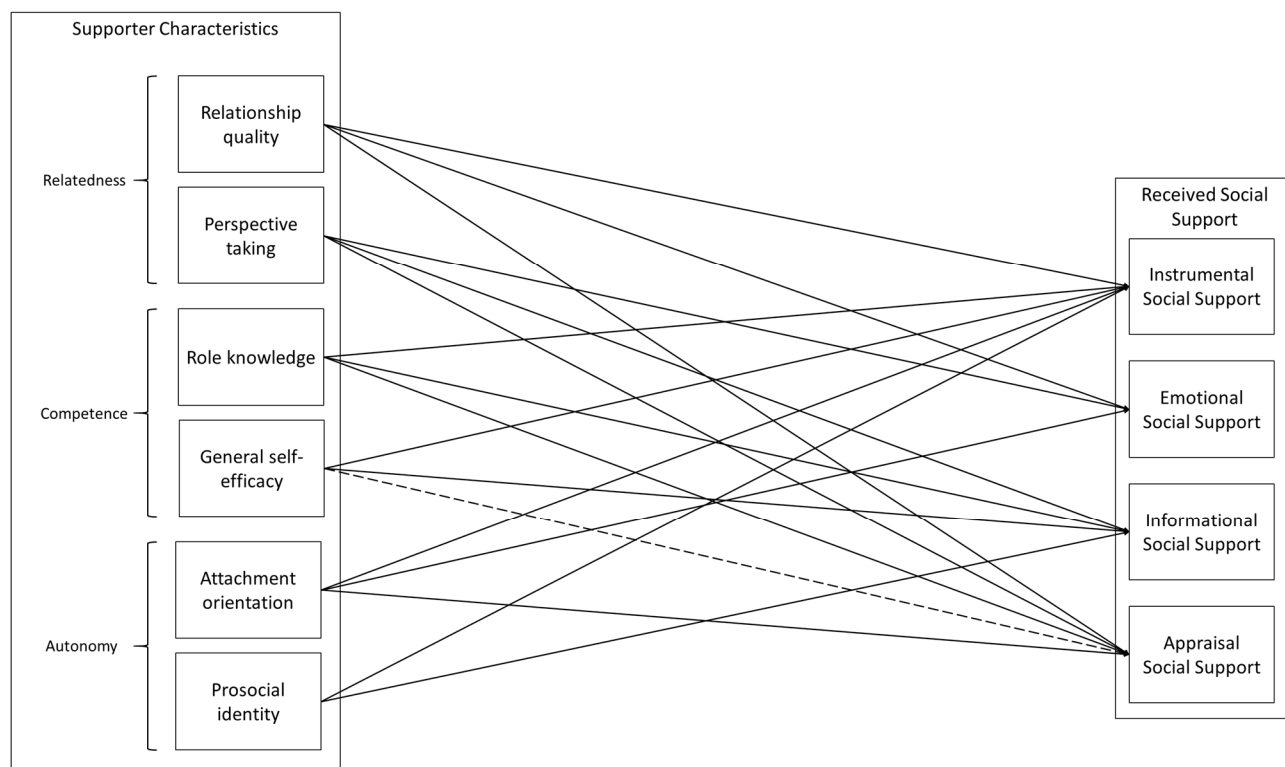 Supporter Characteristics
Relatedness
Relationship
quality
Perspective
taking
Competence
Role knowledge
General self-
efficacy
Autonomy
Attachment
orientation
Prosocial
identity
Received Social
Support
Instrumental
Social Support
Emotional
Social Support
Informational
Social Support
Appraisal
Social Support